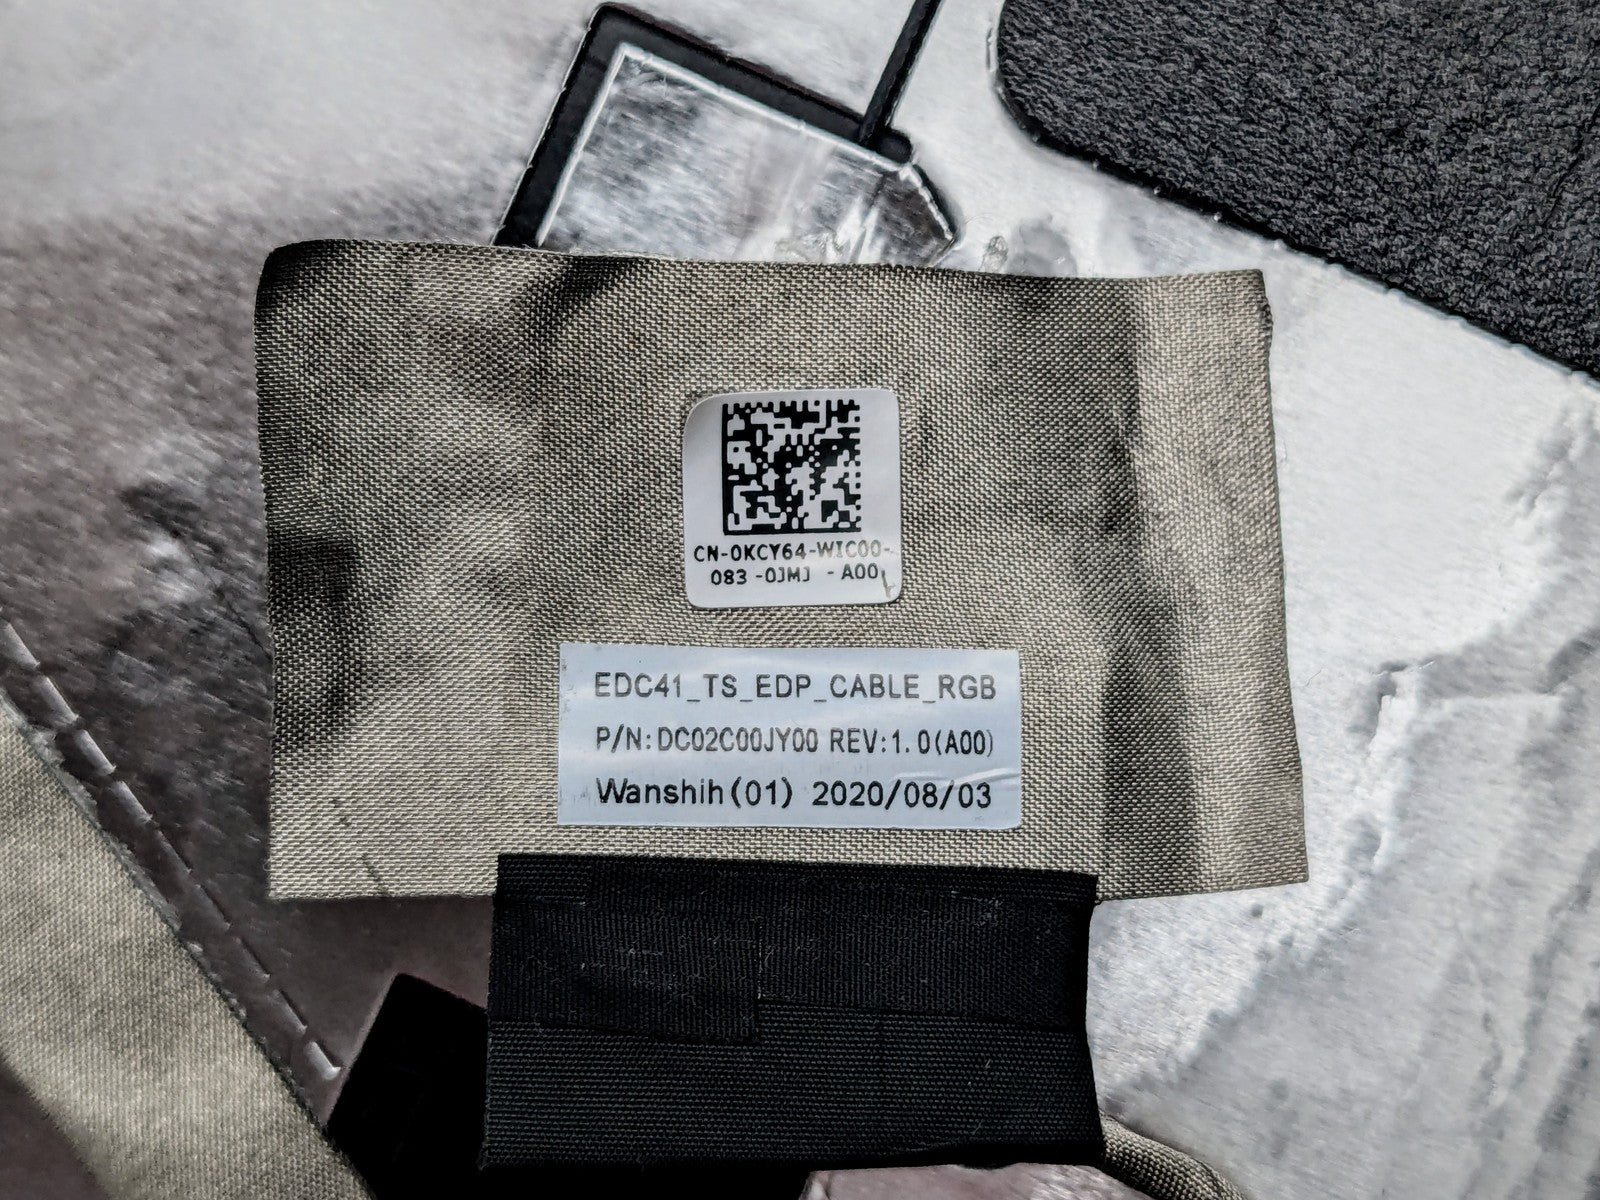 CN-0KCY64-WIC00-
083 -0JMJ - A00
EDC41_TS_EDP_CABLE_RGB
P/N:DC02C00JY00 REV:1.0(A00)
Wanshih(01) 2020/08/03